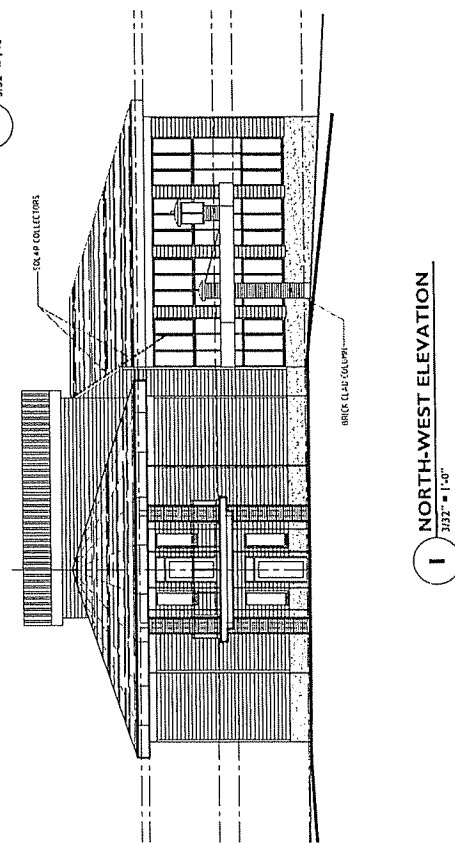 SOLAR COLLECTORS
BRICK CLAD COLUMN
1 NORTH-WEST ELEVATION
3/32" = 1'-0"